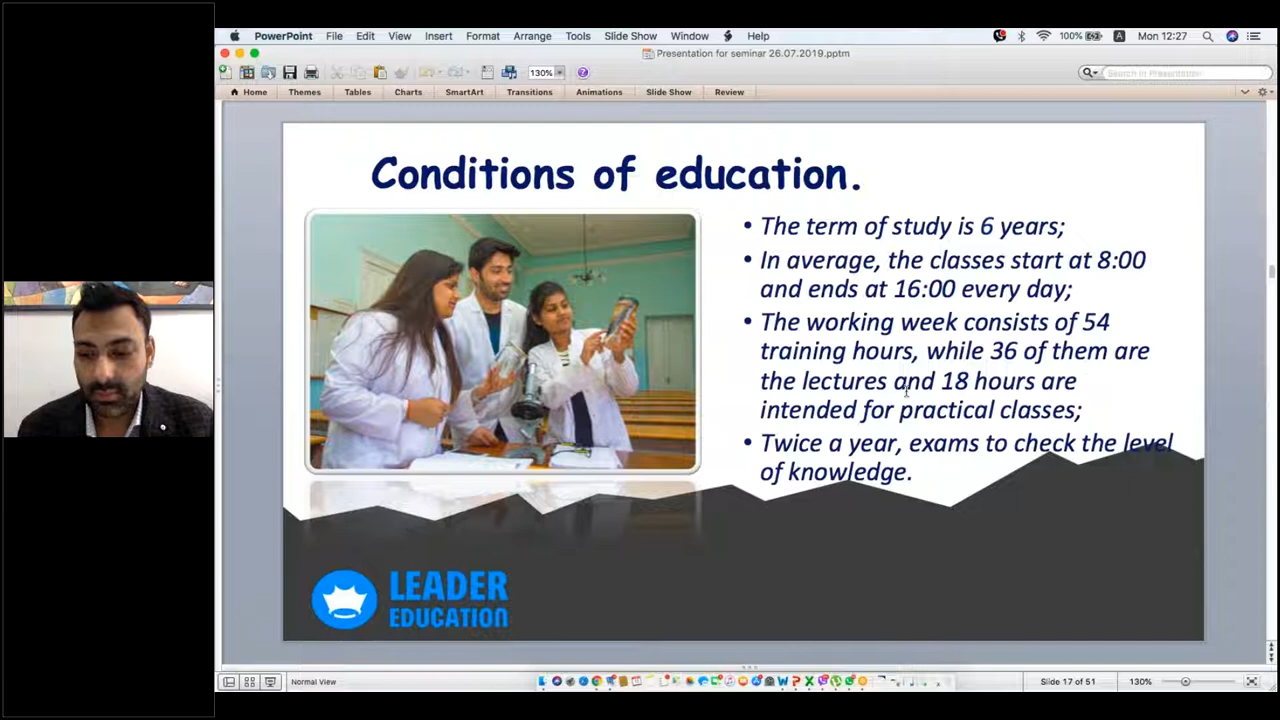 PowerPoint File Edit View Insert Format Arrange Tools Slide Show Window Help 100% A Mon 12:27
Presentation for seminar 26.07.2019.pptm
130% Search in Presentation
Home Themes Tables Charts SmartArt Transitions Animations Slide Show Review
Conditions of education.
• The term of study is 6 years;
• In average, the classes start at 8:00
and ends at 16:00 every day;
• The working week consists of 54
training hours, while 36 of them are
the lectures and 18 hours are
intended for practical classes;
• Twice a year, exams to check the level
of knowledge.
LEADER
EDUCATION
Normal View Slide 17 of 51 130%